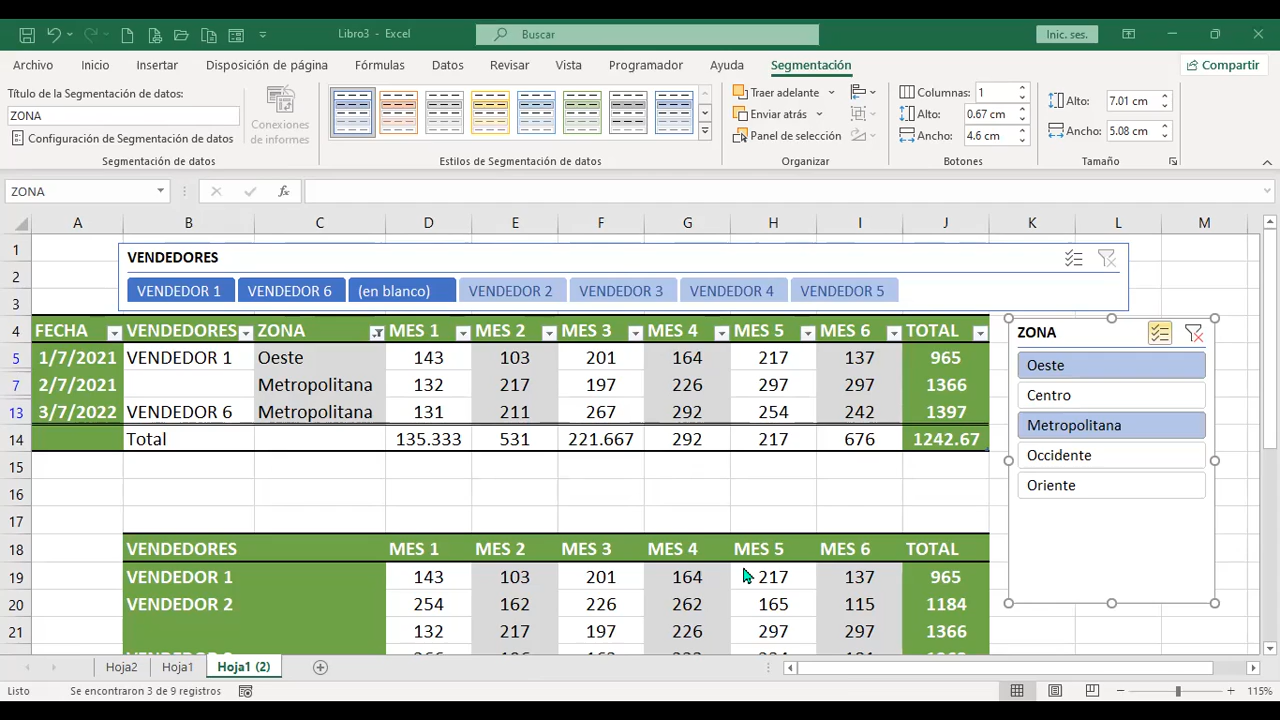 Libro3 - Excel
Buscar
Inic. ses.
Archivo Inicio Insertar Disposición de página Fórmulas Datos Revisar Vista Programador Ayuda Segmentación Compartir
Título de la Segmentación de datos:
ZONA
Configuración de Segmentación de datos
Conexiones de informes
Segmentación de datos
Estilos de Segmentación de datos
Traer adelante
Enviar atrás
Panel de selección
Organizar
Columnas: 1
Alto: 0.67 cm
Ancho: 4.6 cm
Botones
Alto: 7.01 cm
Ancho: 5.08 cm
Tamaño
ZONA fx
A B C D E F G H I J K L M
1
2
3
VENDEDORES
VENDEDOR 1 VENDEDOR 6 (en blanco) VENDEDOR 2 VENDEDOR 3 VENDEDOR 4 VENDEDOR 5
4 FECHA VENDEDORES ZONA MES 1 MES 2 MES 3 MES 4 MES 5 MES 6 TOTAL
5 1/7/2021 VENDEDOR 1 Oeste 143 103 201 164 217 137 965
7 2/7/2021 Metropolitana 132 217 197 226 297 297 1366
13 3/7/2022 VENDEDOR 6 Metropolitana 131 211 267 292 254 242 1397
14 Total 135.333 531 221.667 292 217 676 1242.67
15
16
17
18 VENDEDORES MES 1 MES 2 MES 3 MES 4 MES 5 MES 6 TOTAL
19 VENDEDOR 1 143 103 201 164 217 137 965
20 VENDEDOR 2 254 162 226 262 165 115 1184
21 132 217 197 226 297 297 1366
ZONA
Oeste
Centro
Metropolitana
Occidente
Oriente
Hoja2 Hoja1 Hoja1 (2)
Listo Se encontraron 3 de 9 registros 115%